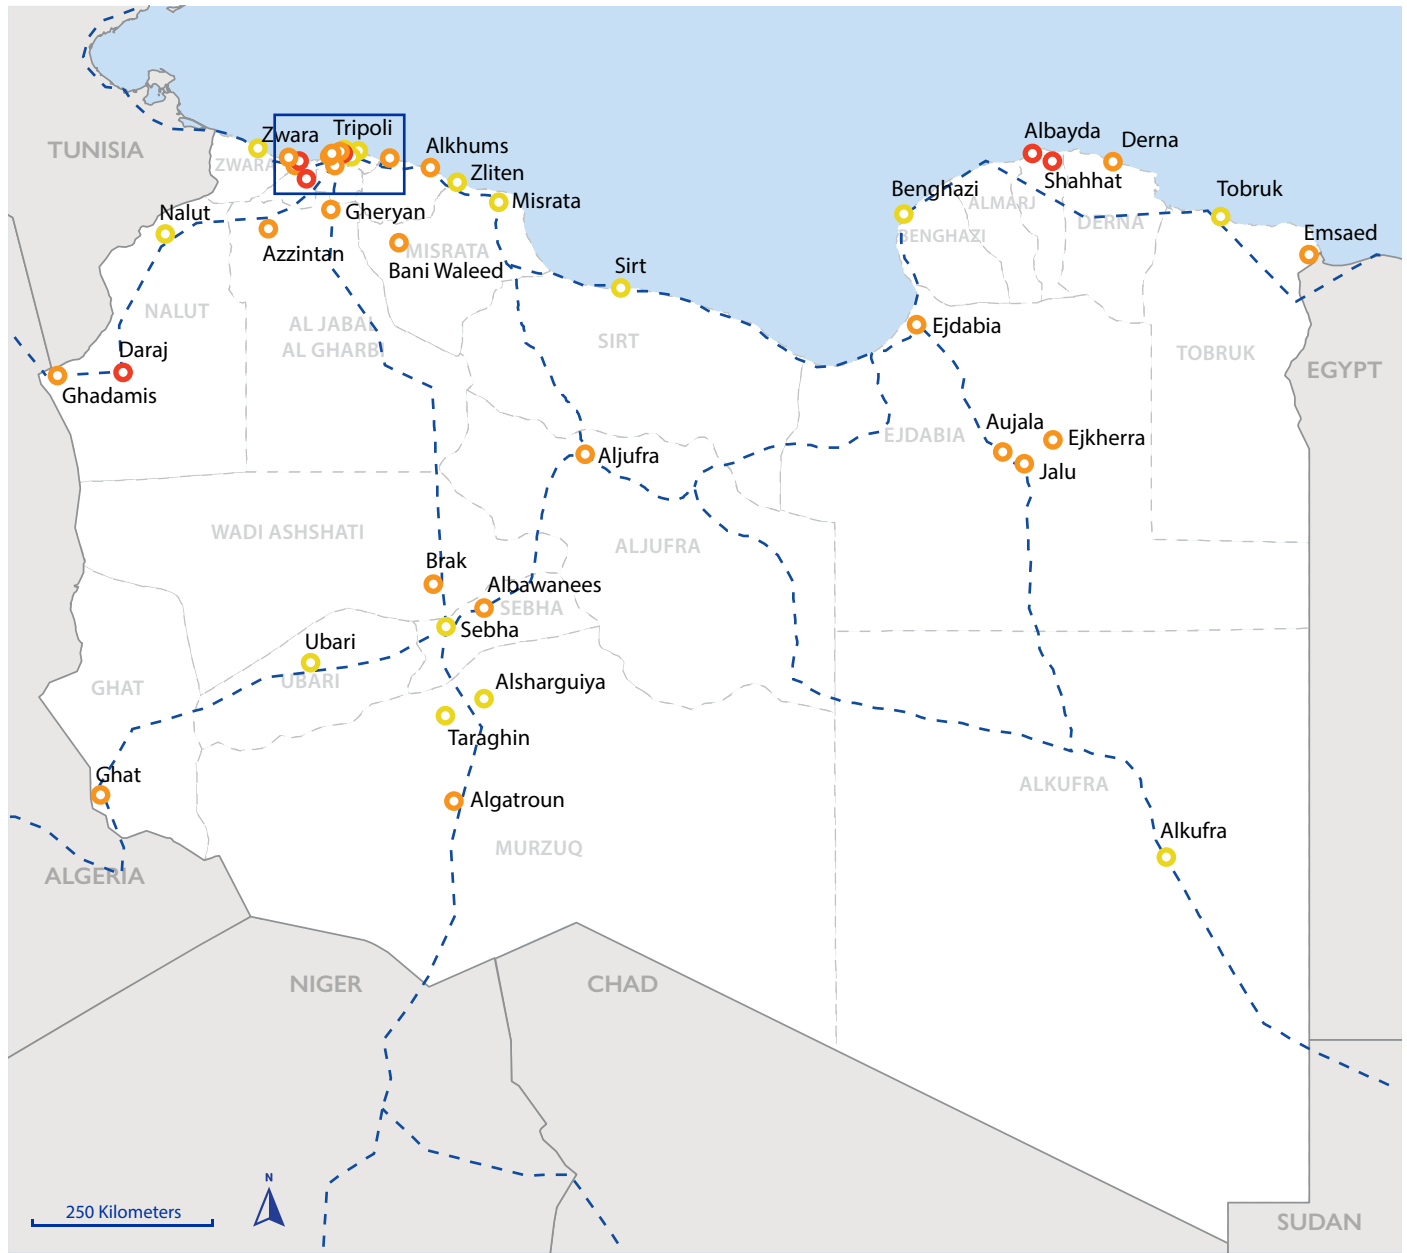 Albayda
Derna
Tripoli
Zwara
Alkhums
TUNISIA
ZWARA
Zliten
Shahhat
Benghazi
Tobruk
Misrata
ALMARJ
Nalut
Gheryan
DERNA
BENGHAZI
Emsaed
Azzintan
MISRATA
Bani Waleed
Sirt
NALUT
AL JABAL
AL GHARBI
Ejdabia
SIRT
Daraj
TOBRUK
EGYPT
Ghadamis
Aujala
EJDABIA
Ejkherra
Aljufra
Jalu
WADI ASHSHATI
ALJUFRA
Brak
Albawanees
SEBHA
Sebha
Ubari
UBARI
GHAT
Alsharguiya
Taraghin
Ghat
ALKUFRA
Algatroun
Alkufra
MURZUQ
ALGERIA
NIGER
CHAD
N
250 Kilometers
SUDAN